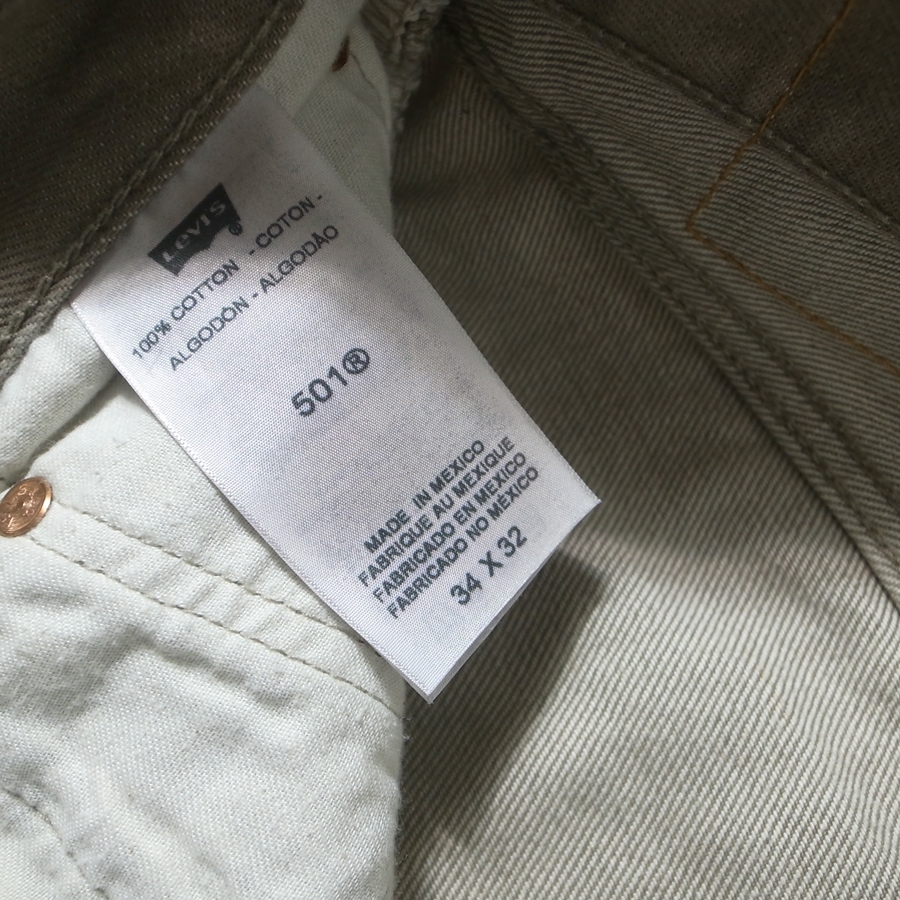 Levi's®
100% COTTON - COTON -
ALGODÓN - ALGODÃO
501®
MADE IN MEXICO
FABRIQUE AU MEXIQUE
FABRICADO EN MEXICO
FABRICADO NO MÉXICO
34 X 32